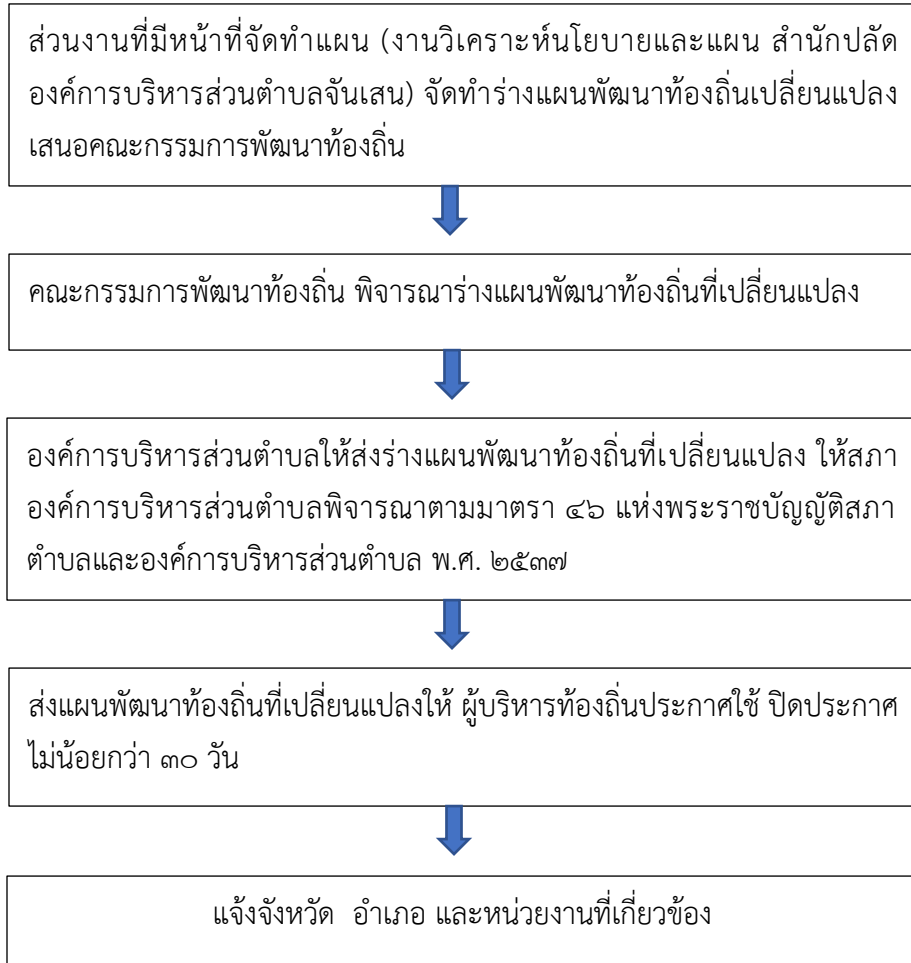 ส่วนงานที่มีหน้าที่จัดทำแผน (งานวิเคราะห์นโยบายและแผน สำนักปลัด
องค์การบริหารส่วนตำบลจันเสน) จัดทำร่างแผนพัฒนาท้องถิ่นเปลี่ยนแปลง
เสนอคณะกรรมการพัฒนาท้องถิ่น
คณะกรรมการพัฒนาท้องถิ่น พิจารณาร่างแผนพัฒนาท้องถิ่นที่เปลี่ยนแปลง
องค์การบริหารส่วนตำบลให้ส่งร่างแผนพัฒนาท้องถิ่นที่เปลี่ยนแปลง ให้สภา
องค์การบริหารส่วนตำบลพิจารณาตามมาตรา ๔๖ แห่งพระราชบัญญัติสภา
ตำบลและองค์การบริหารส่วนตำบล พ.ศ. ๒๕๓๗
ส่งแผนพัฒนาท้องถิ่นที่เปลี่ยนแปลงให้ ผู้บริหารท้องถิ่นประกาศใช้ ปิดประกาศ
ไม่น้อยกว่า ๓๐ วัน
แจ้งจังหวัด อำเภอ และหน่วยงานที่เกี่ยวข้อง